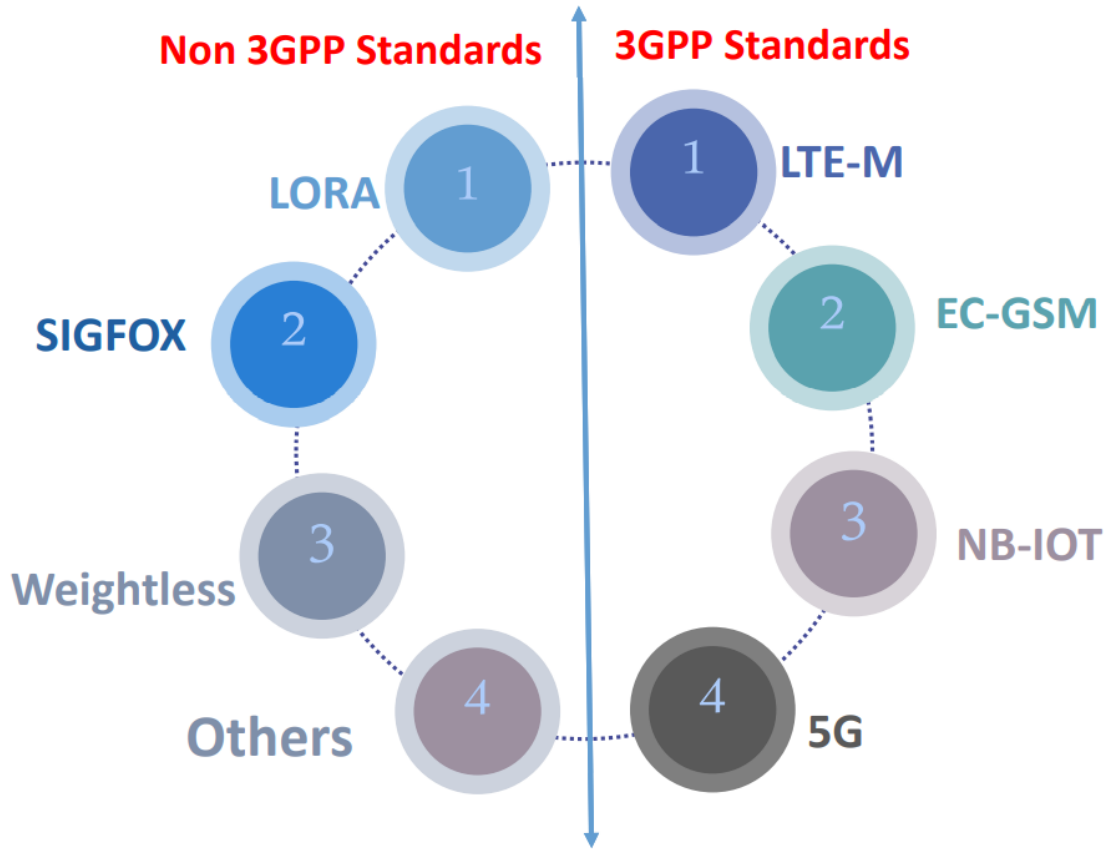 Non 3GPP Standards
3GPP Standards
1
LORA
2
SIGFOX
3
Weightless
4
Others
1
LTE-M
2
EC-GSM
3
NB-IOT
4
5G